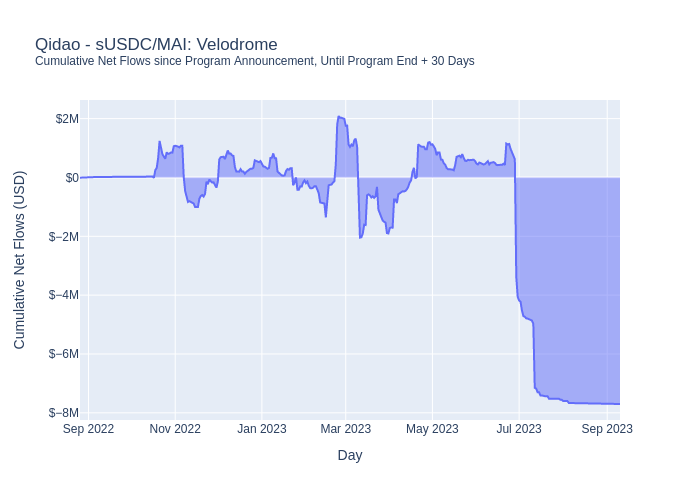 Qidao - sUSDC/MAI: Velodrome
Cumulative Net Flows since Program Announcement, Until Program End + 30 Days
Cumulative Net Flows (USD)
$2M
$0
$−2M
$−4M
$−6M
$−8M
Sep 2022 Nov 2022 Jan 2023 Mar 2023 May 2023 Jul 2023 Sep 2023
Day